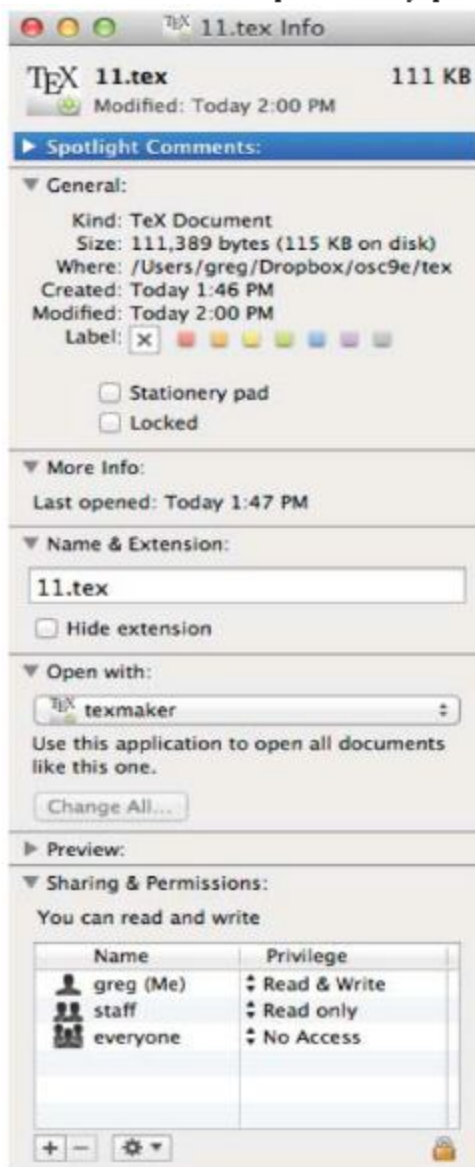 11.tex Info
TEX 11.tex 111 KB
Modified: Today 2:00 PM
Spotlight Comments:
General:
Kind: TeX Document
Size: 111,389 bytes (115 KB on disk)
Where: /Users/greg/Dropbox/osc9e/tex
Created: Today 1:46 PM
Modified: Today 2:00 PM
Label:
Stationery pad
Locked
More Info:
Last opened: Today 1:47 PM
Name & Extension:
11.tex
Hide extension
Open with:
TEX texmaker
Use this application to open all documents
like this one.
Change All...
Preview:
Sharing & Permissions:
You can read and write
Name Privilege
greg (Me) Read & Write
staff Read only
everyone No Access